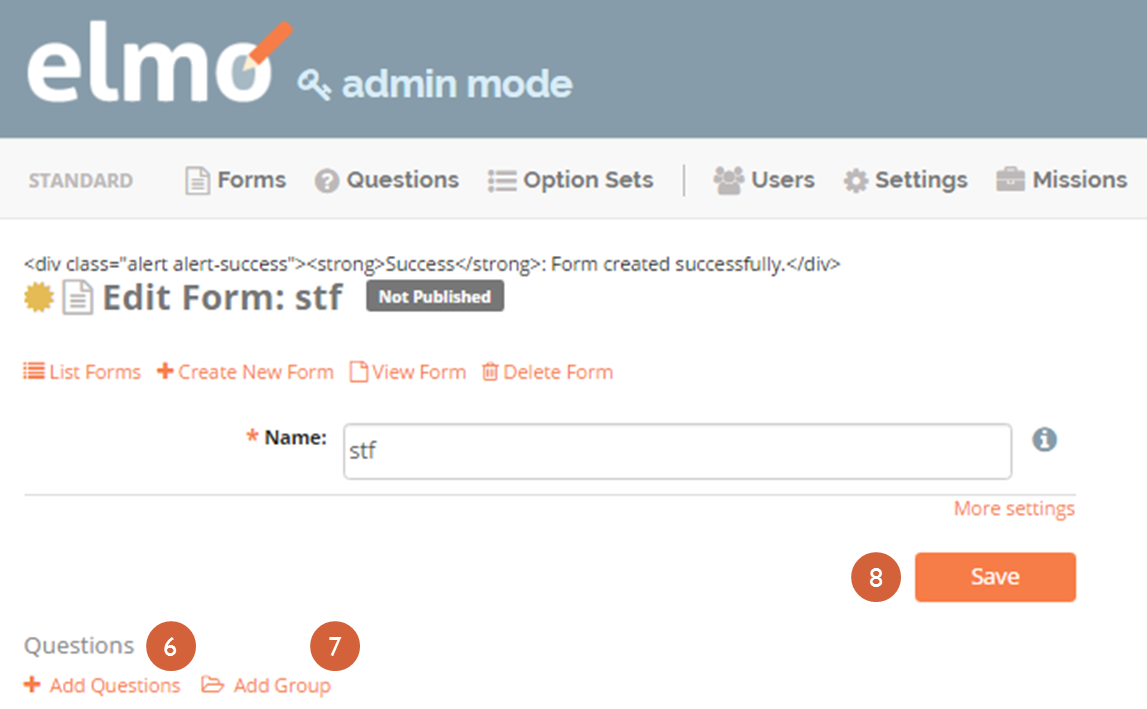 elmo admin mode
STANDARD Forms Questions Option Sets Users Settings Missions
<div class="alert alert-success"><strong>Success</strong>: Form created successfully.</div>
Edit Form: stf Not Published
List Forms Create New Form View Form Delete Form
* Name: stf
More settings
8 Save
Questions 6 7
Add Questions Add Group